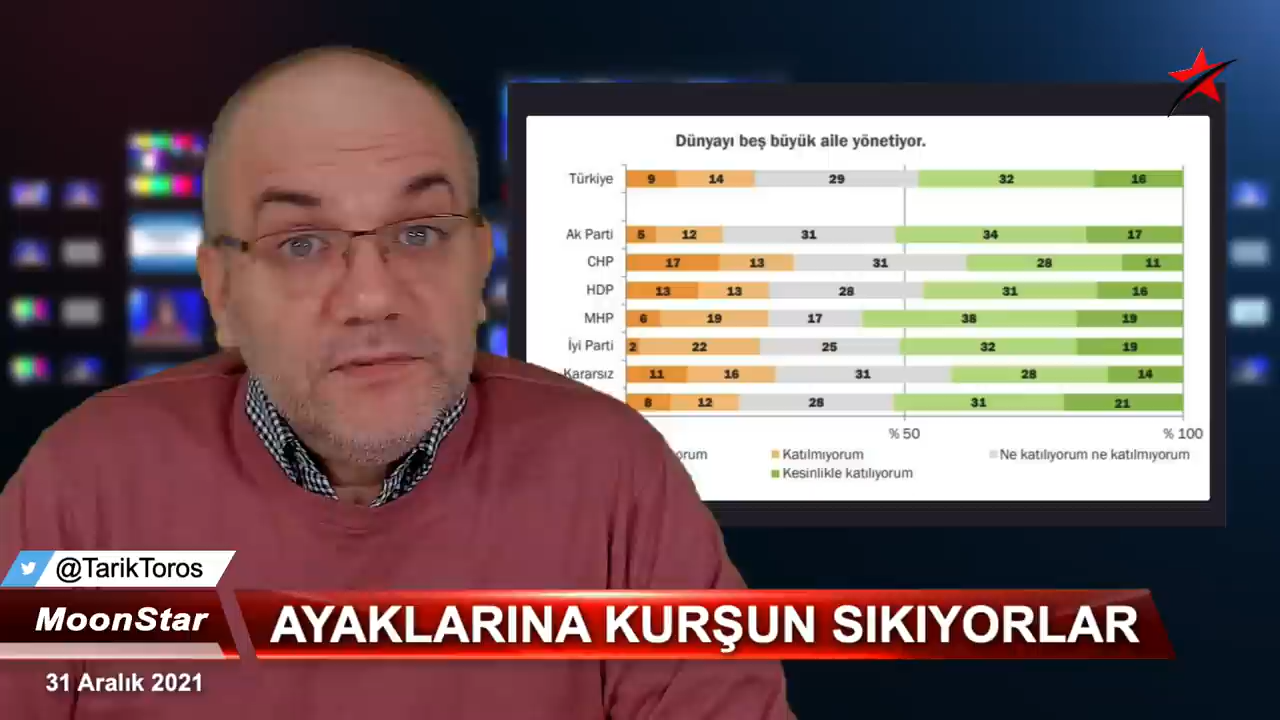 Dünyayı beş büyük aile yönetiyor.
Türkiye 9 14 29 32 16
Ak Parti 5 12 31 34 17
CHP 17 13 31 28 11
HDP 13 13 28 31 16
MHP 6 19 17 38 19
İyi Parti 2 22 25 32 19
Kararsız 11 16 31 28 14
8 12 28 31 21
% 50 % 100
orum Katılmıyorum Ne katılıyorum ne katılmıyorum
Kesinlikle katılıyorum
@TarikToros
MoonStar
AYAKLARINA KURŞUN SIKIYORLAR
31 Aralık 2021